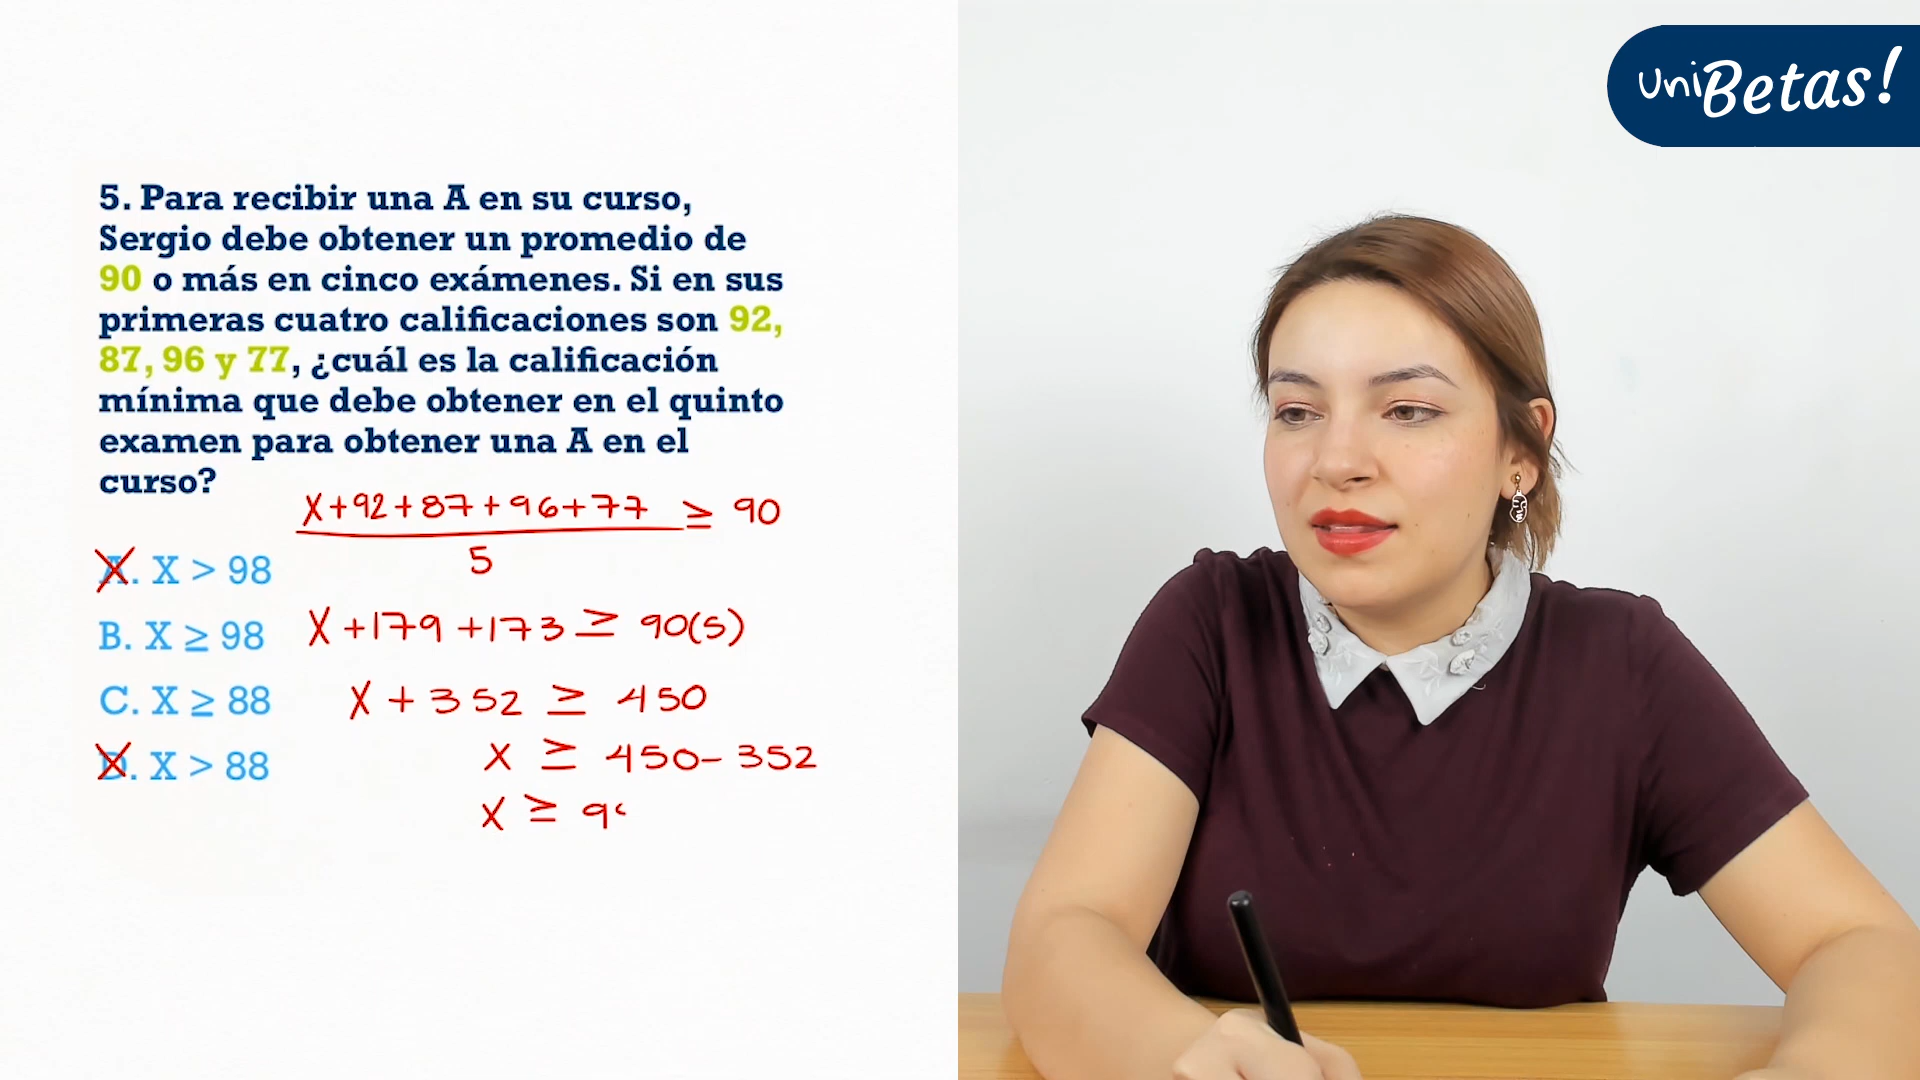 uniBetas!
5. Para recibir una A en su curso,
Sergio debe obtener un promedio de
90 o más en cinco exámenes. Si en sus
primeras cuatro calificaciones son 92,
87, 96 y 77, ¿cuál es la calificación
mínima que debe obtener en el quinto
examen para obtener una A en el
curso?
x+92+87+96+77 ≥ 90
5
A. X > 98
B. X ≥ 98
C. X ≥ 88
D. X > 88
x+179+173 ≥ 90(5)
x + 352 ≥ 450
x ≥ 450-352
x ≥ 9